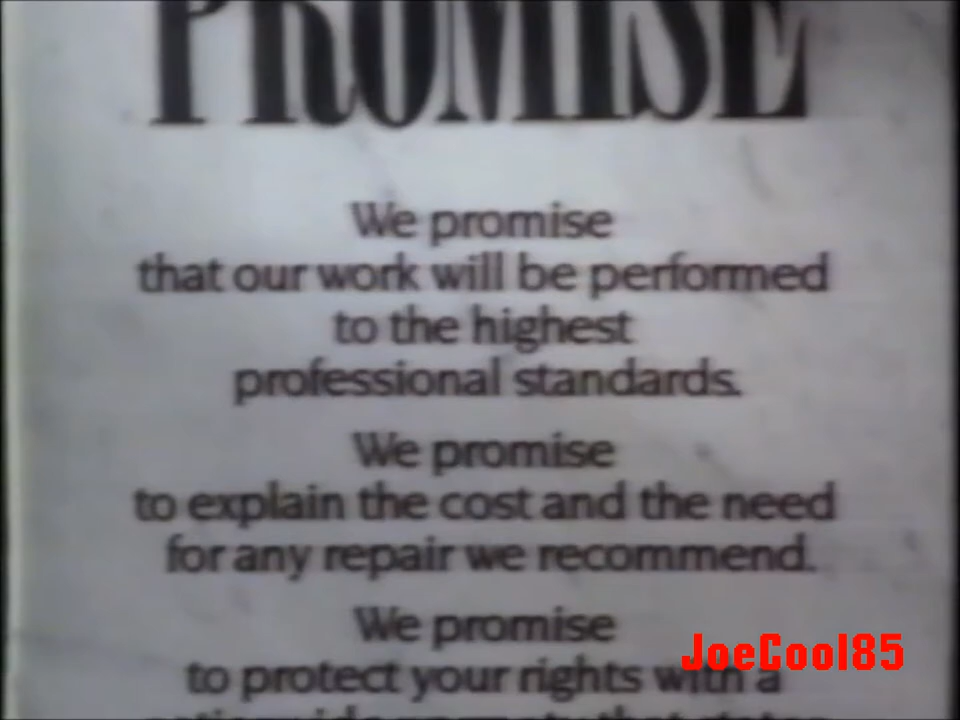 PROMISE
We promise
that our work will be performed
to the highest
professional standards.
We promise
to explain the cost and the need
for any repair we recommend.
We promise
to protect your rights with a
JoeCool85